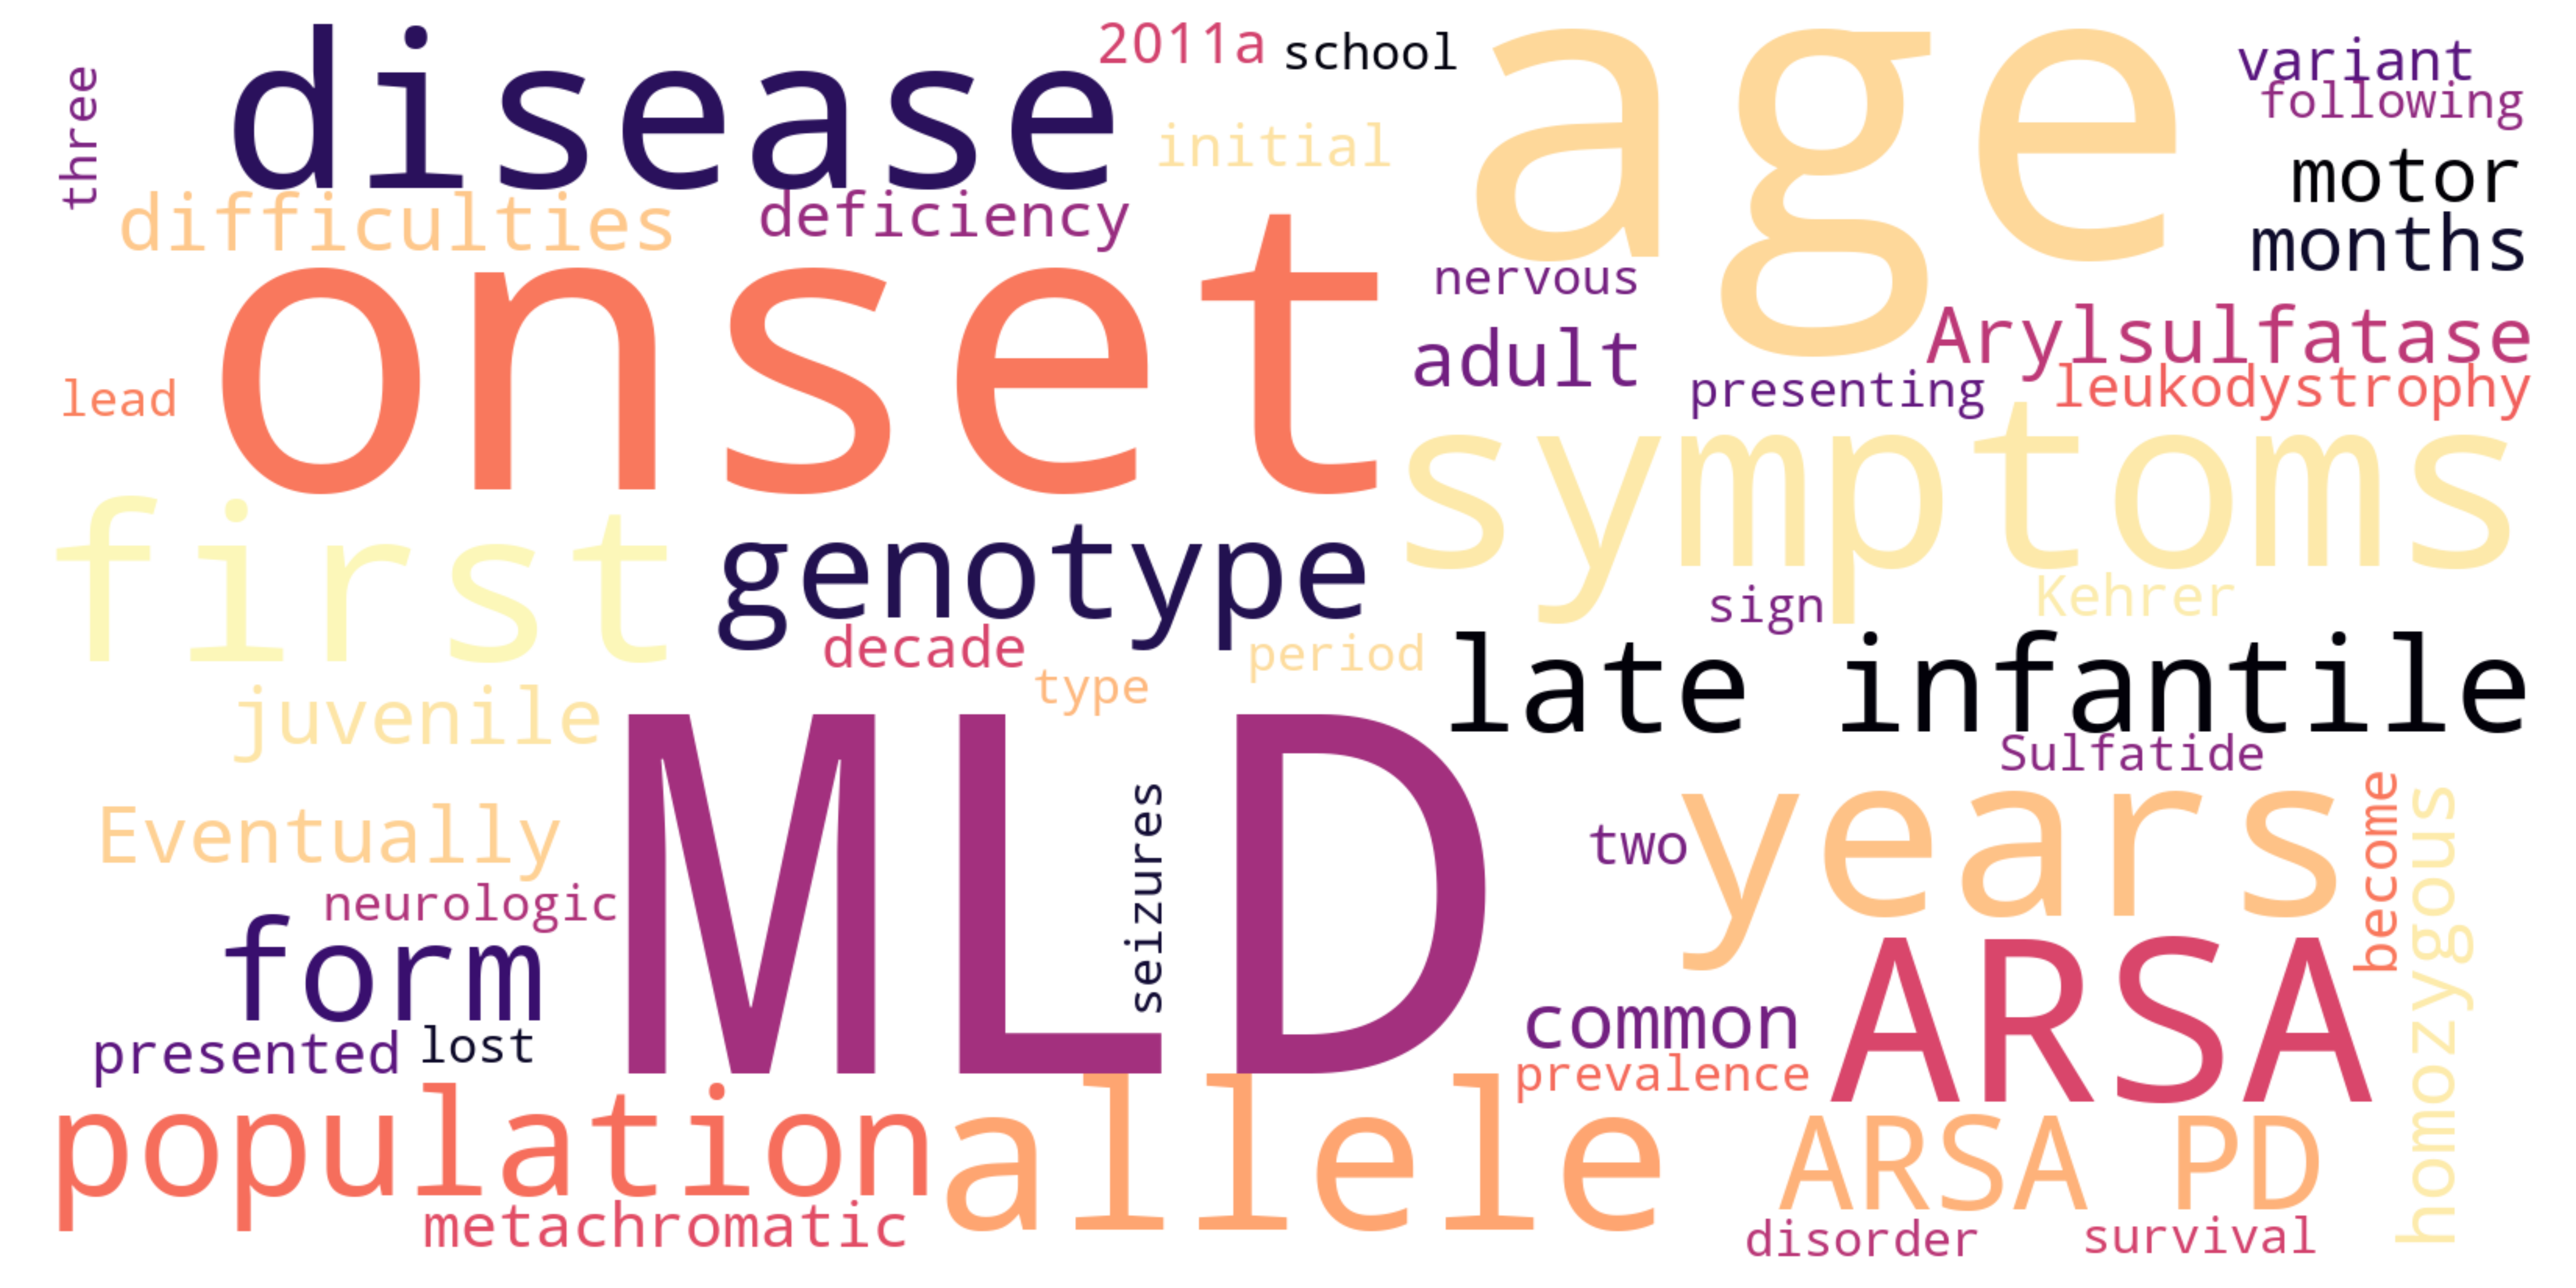 three
disease
2011a
school
age
variant
following
initial
motor
difficulties
deficiency
months
onset
nervous
Arylsulfatase
adult
presenting
leukodystrophy
lead
symptoms
first
genotype
sign
Kehrer
decade
period
type
late infantile
juvenile
MLD
Sulfatide
seizures
years
two
become
homozygous
Eventually
neurologic
form
ARSA
common
presented
lost
prevalence
population
allele
ARSA PD
metachromatic
disorder
survival